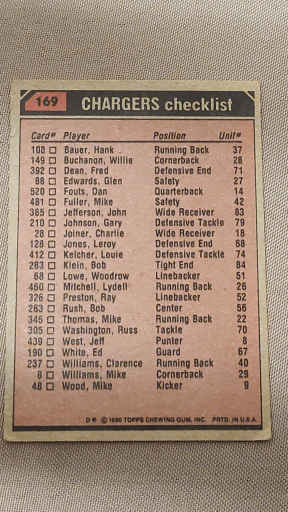 169 CHARGERS checklist
Card# Player Position Unif#
108 □ Bauer, Hank Running Back 37
149 □ Buchanon, Willie Cornerback 28
392 □ Dean, Fred Defensive End 71
88 □ Edwards, Glen Safety 27
520 □ Fouts, Dan Quarterback 14
481 □ Fuller, Mike Safety 42
365 □ Jefferson, John Wide Receiver 83
210 □ Johnson, Gary Defensive Tackle 79
28 □ Joiner, Charlie Wide Receiver 18
128 □ Jones, Leroy Defensive End 68
412 □ Kelcher, Louie Defensive Tackle 74
283 □ Klein, Bob Tight End 84
68 □ Lowe, Woodrow Linebacker 51
460 □ Mitchell, Lydell Running Back 26
326 □ Preston, Ray Linebacker 52
263 □ Rush, Bob Center 56
345 □ Thomas, Mike Running Back 22
305 □ Washington, Russ Tackle 70
439 □ West, Jeff Punter 8
190 □ White, Ed Guard 67
237 □ Williams, Clarence Running Back 40
8 □ Williams, Mike Cornerback 29
48 □ Wood, Mike Kicker 9
D* © 1980 TOPPS CHEWING GUM, INC. PRTD. IN U.S.A.